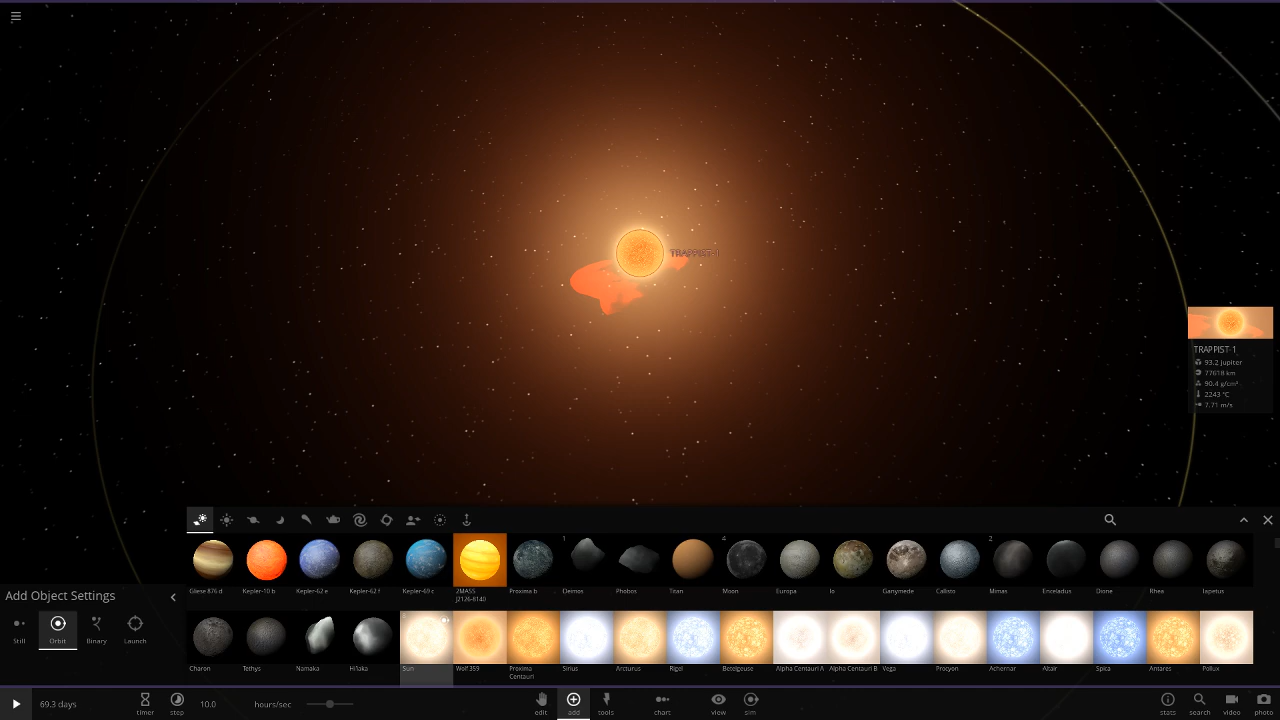 TRAPPIST-1
TRAPPIST-1
93.2 Jupiter
77618 km
90.4 g/cm³
2243 °C
7.71 m/s
Gliese 876 d
Kepler-10 b
Kepler-62 e
Kepler-62 f
Kepler-69 c
2MASS
J2126-8140
Proxima b
1
Deimos
Phobos
Titan
4
Moon
Europa
Io
Ganymede
Callisto
2
Mimas
Enceladus
Dione
Rhea
Iapetus
Add Object Settings
Still
Orbit
Binary
Launch
Charon
Tethys
Namaka
Hi'iaka
Sun
Wolf 359
Proxima
Centauri
Sirius
Arcturus
Rigel
Betelgeuse
Alpha Centauri A
Alpha Centauri B
Vega
Procyon
Achernar
Altair
Spica
Antares
Pollux
69.3 days
timer
step
10.0
hours/sec
edit
add
tools
chart
view
sim
stats
search
video
photo